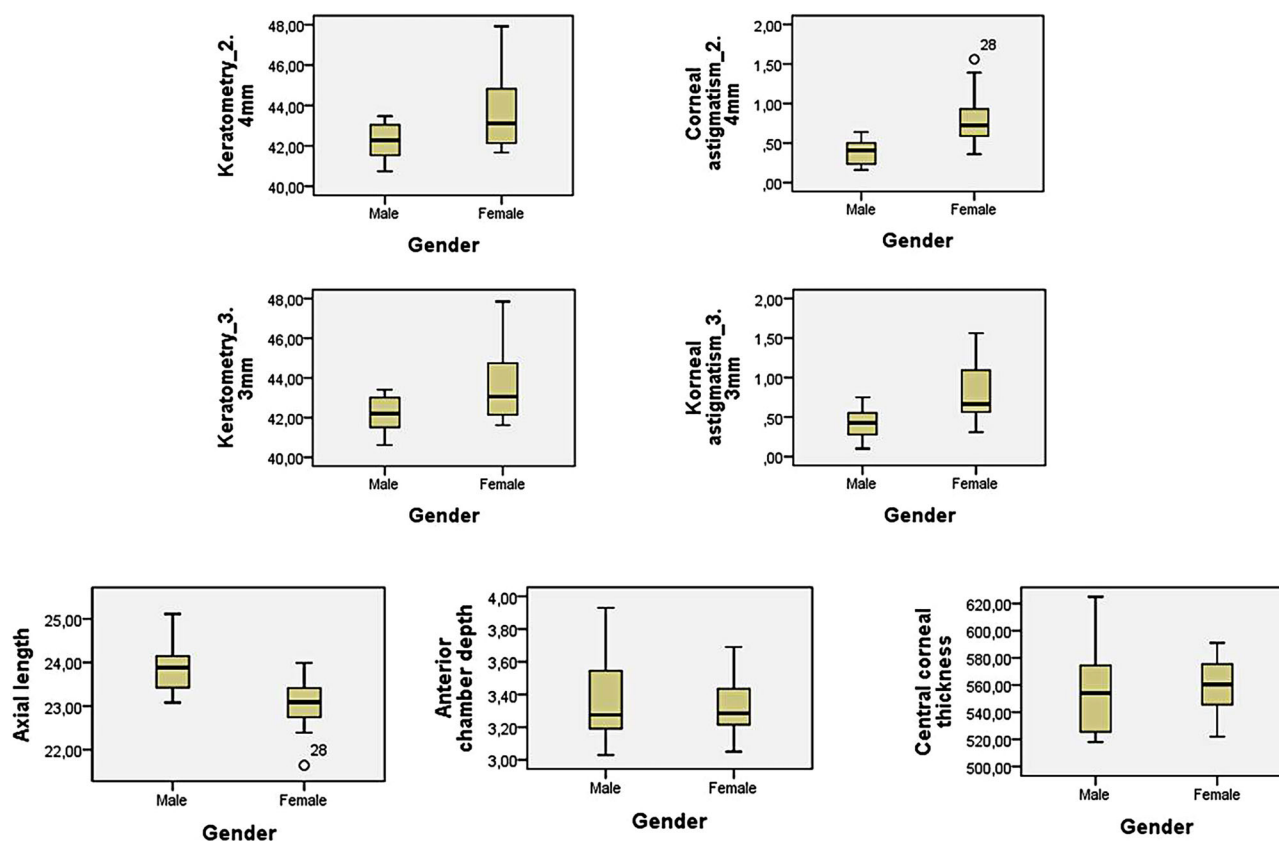 Keratometry_2.
4mm
48,00
46,00
44,00
42,00
40,00
Male
Female
Gender
Corneal
astigmatism_2.
4mm
2,00
1,50
1,00
,50
,00
28
Male
Female
Gender
Keratometry_3.
3mm
48,00
46,00
44,00
42,00
40,00
Male
Female
Gender
Korneal
astigmatism_3.
3mm
2,00
1,50
1,00
,50
,00
Male
Female
Gender
Axial length
25,00
24,00
23,00
22,00
28
Male
Female
Gender
Anterior
chamber depth
4,00
3,80
3,60
3,40
3,20
3,00
Male
Female
Gender
Central corneal
thickness
620,00
600,00
580,00
560,00
540,00
520,00
500,00
Male
Female
Gender